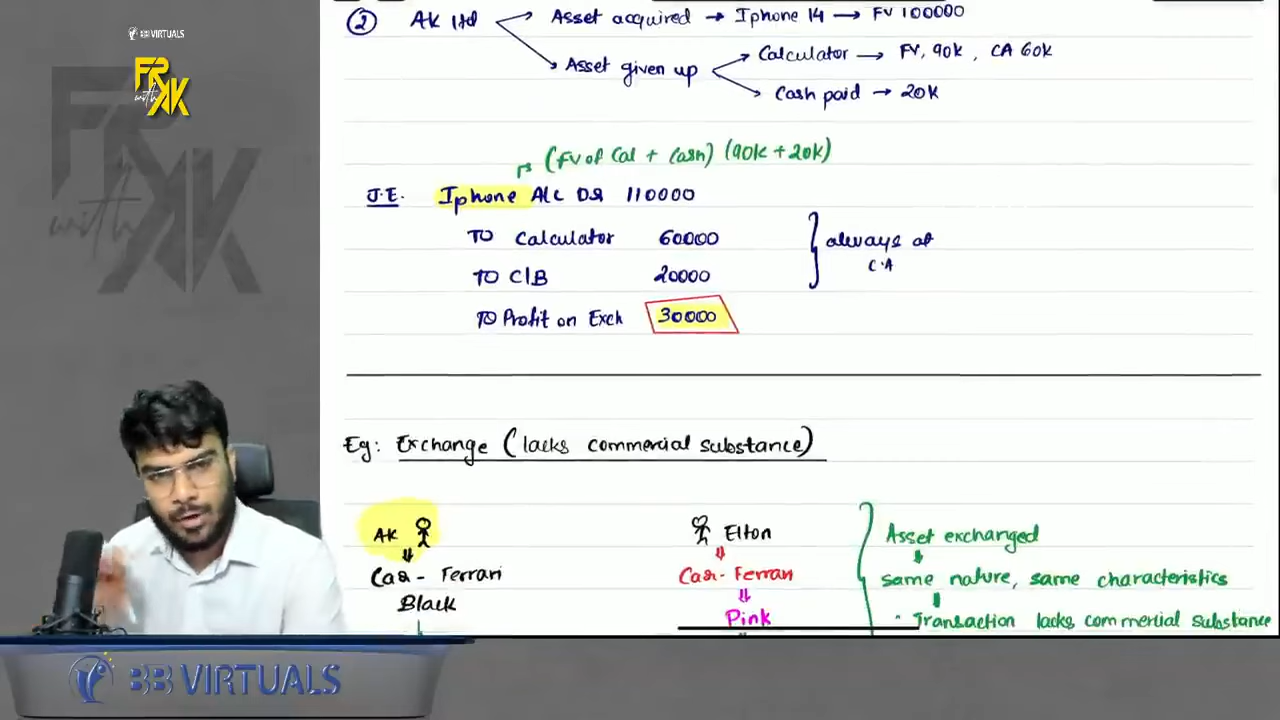 BB VIRTUALS
FR
with
AK
② AK ltd Asset acquired → Iphone 14 → FV 100000
Asset given up Calculator → FV, 90K , CA 60K
Cash paid → 20K
(FV of Cal + Cash) (90K + 20K)
J.E. Iphone A/c Dr 110000
TO Calculator 60000
TO C/B 20000
always at
C.A
TO Profit on Exch 30000
Eg: Exchange (lacks commercial substance)
AK Elton Asset exchanged
Car - Ferrari Car - Ferrari same nature, same characteristics
Black Pink Transaction lacks commercial substance
BB VIRTUALS